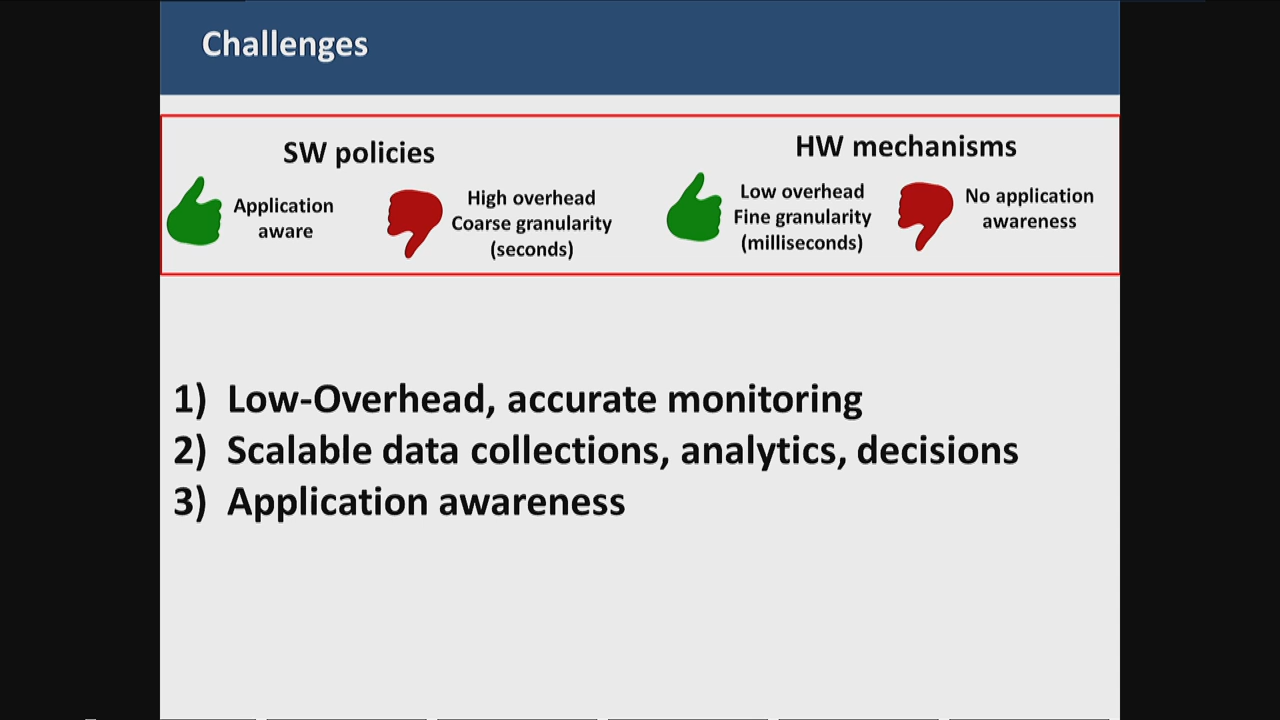 Challenges
SW policies
Application
aware
High overhead
Coarse granularity
(seconds)
HW mechanisms
Low overhead
Fine granularity
(milliseconds)
No application
awareness
1) Low-Overhead, accurate monitoring
2) Scalable data collections, analytics, decisions
3) Application awareness